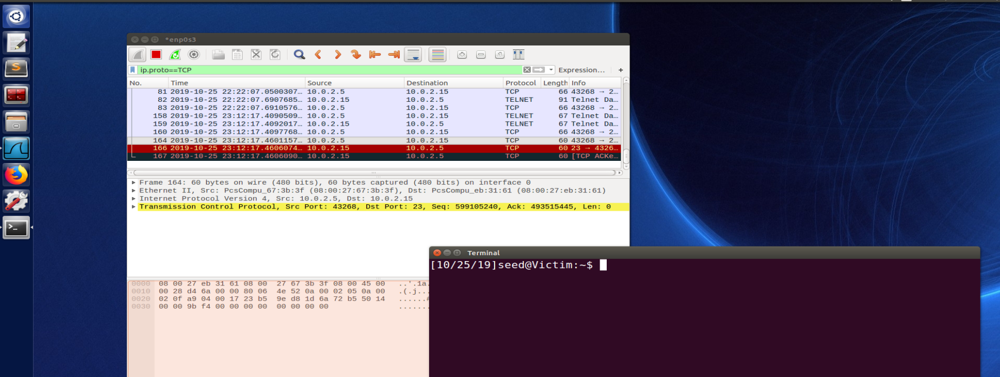 *enp0s3
ip.proto==TCP Expression... +
No. Time Source Destination Protocol Length Info
81 2019-10-25 22:22:07.0500307... 10.0.2.5 10.0.2.15 TCP 66 43268 → 2...
82 2019-10-25 22:22:07.6907685... 10.0.2.15 10.0.2.5 TELNET 91 Telnet Da...
83 2019-10-25 22:22:07.6910576... 10.0.2.5 10.0.2.15 TCP 66 43268 → 2...
158 2019-10-25 23:12:17.4090509... 10.0.2.5 10.0.2.15 TELNET 67 Telnet Da...
159 2019-10-25 23:12:17.4092017... 10.0.2.15 10.0.2.5 TELNET 67 Telnet Da...
160 2019-10-25 23:12:17.4097768... 10.0.2.5 10.0.2.15 TCP 66 43268 → 2...
164 2019-10-25 23:12:17.4601157... 10.0.2.5 10.0.2.15 TCP 60 43268 → 2...
166 2019-10-25 23:12:17.4606074... 10.0.2.15 10.0.2.5 TCP 60 23 → 4326...
167 2019-10-25 23:12:17.4606090... 10.0.2.15 10.0.2.5 TCP 60 [TCP ACKe...
Frame 164: 60 bytes on wire (480 bits), 60 bytes captured (480 bits) on interface 0
Ethernet II, Src: PcsCompu_67:3b:3f (08:00:27:67:3b:3f), Dst: PcsCompu_eb:31:61 (08:00:27:eb:31:61)
Internet Protocol Version 4, Src: 10.0.2.5, Dst: 10.0.2.15
Transmission Control Protocol, Src Port: 43268, Dst Port: 23, Seq: 599105240, Ack: 493515445, Len: 0
Terminal
[10/25/19]seed@Victim:~$
0000 08 00 27 eb 31 61 08 00 27 67 3b 3f 08 00 45 00 ..'.1a.
0010 00 28 d4 6a 00 00 80 06 4e 52 0a 00 02 05 0a 00 .(.j...
0020 02 0f a9 04 00 17 23 b5 9e d8 1d 6a 72 b5 50 14 ......#
0030 00 00 9b f4 00 00 00 00 00 00 00 00 .......